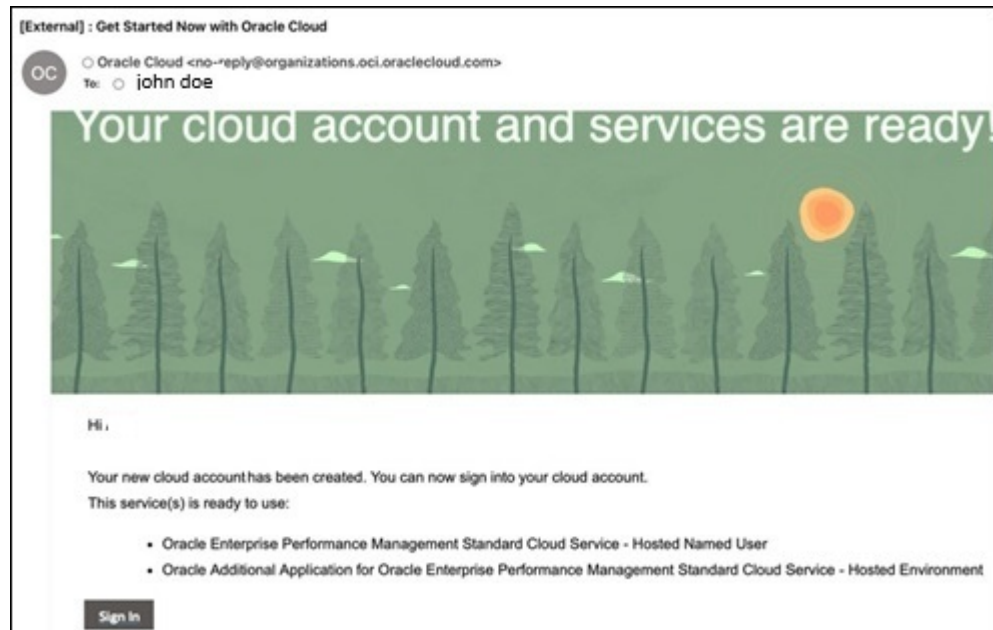 [External] : Get Started Now with Oracle Cloud
OC
Oracle Cloud <no-reply@organizations.oci.oraclecloud.com>
To: john doe
Your cloud account and services are ready!
Hi,
Your new cloud account has been created. You can now sign into your cloud account.
This service(s) is ready to use:
• Oracle Enterprise Performance Management Standard Cloud Service - Hosted Named User
• Oracle Additional Application for Oracle Enterprise Performance Management Standard Cloud Service - Hosted Environment
Sign In